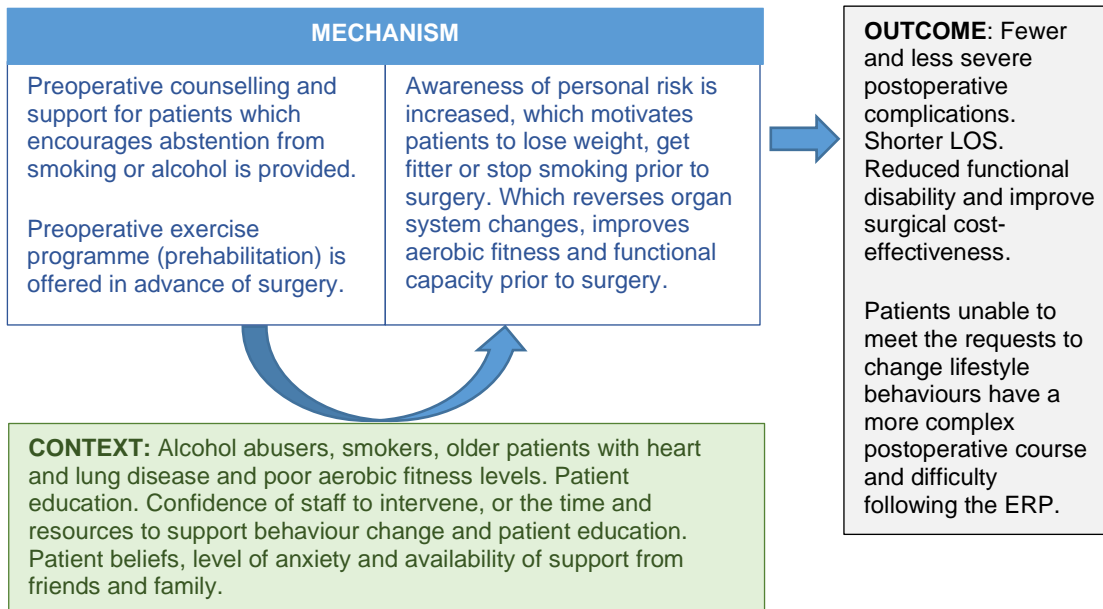 MECHANISM
Preoperative counselling and
support for patients which
encourages abstention from
smoking or alcohol is provided.
Preoperative exercise
programme (prehabilitation) is
offered in advance of surgery.
Awareness of personal risk is
increased, which motivates
patients to lose weight, get
fitter or stop smoking prior to
surgery. Which reverses organ
system changes, improves
aerobic fitness and functional
capacity prior to surgery.
OUTCOME: Fewer
and less severe
postoperative
complications.
Shorter LOS.
Reduced functional
disability and improve
surgical cost-
effectiveness.
Patients unable to
meet the requests to
change lifestyle
behaviours have a
more complex
postoperative course
and difficulty
following the ERP.
CONTEXT: Alcohol abusers, smokers, older patients with heart
and lung disease and poor aerobic fitness levels. Patient
education. Confidence of staff to intervene, or the time and
resources to support behaviour change and patient education.
Patient beliefs, level of anxiety and availability of support from
friends and family.